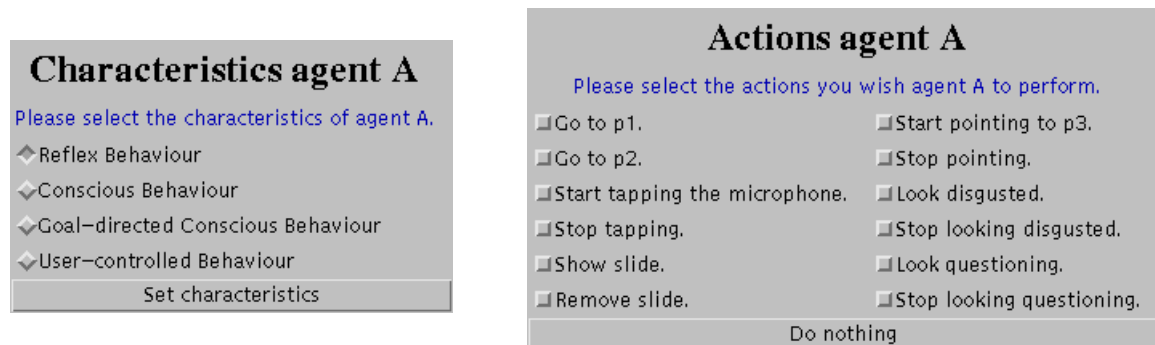 Characteristics agent A
Please select the characteristics of agent A.
Reflex Behaviour
Conscious Behaviour
Goal-directed Conscious Behaviour
User-controlled Behaviour
Set characteristics
Actions agent A
Please select the actions you wish agent A to perform.
Go to p1.
Start pointing to p3.
Go to p2.
Stop pointing.
Start tapping the microphone.
Look disgusted.
Stop tapping.
Stop looking disgusted.
Show slide.
Look questioning.
Remove slide.
Stop looking questioning.
Do nothing